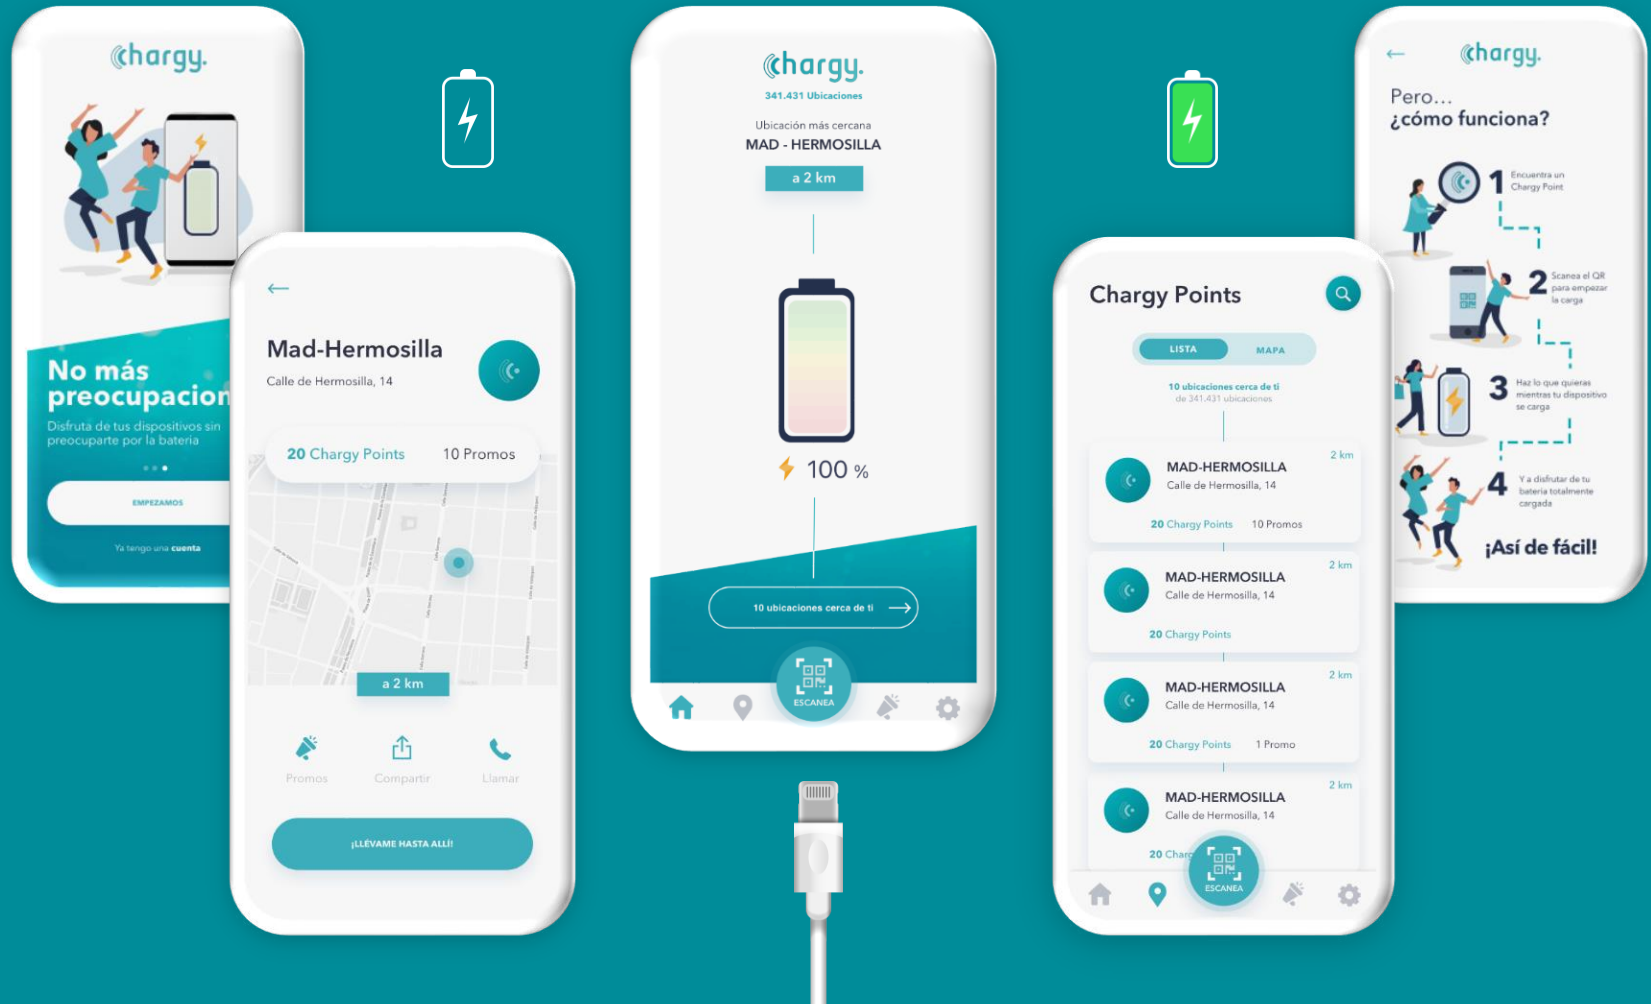 chargy.
No más
preocupacion
Disfruta de tus dispositivos sin
preocuparte por la batería
EMPEZAMOS
Ya tengo una cuenta
Mad-Hermosilla
Calle de Hermosilla, 14
20 Chargy Points
10 Promos
a 2 km
Promos
Compartir
Llamar
¡LLÉVAME HASTA ALLÍ!
chargy.
341.431 Ubicaciones
Ubicación más cercana
MAD - HERMOSILLA
a 2 km
100 %
10 ubicaciones cerca de ti
ESCANEA
Chargy Points
LISTA
MAPA
10 ubicaciones cerca de ti
de 341.431 ubicaciones
2 km
MAD-HERMOSILLA
Calle de Hermosilla, 14
20 Chargy Points
10 Promos
2 km
MAD-HERMOSILLA
Calle de Hermosilla, 14
20 Chargy Points
2 km
MAD-HERMOSILLA
Calle de Hermosilla, 14
20 Chargy Points
1 Promo
2 km
MAD-HERMOSILLA
Calle de Hermosilla, 14
20 Charg
ESCANEA
chargy.
Pero...
¿cómo funciona?
1
Encuentra un
Chargy Point
2
Scanea el QR
para empezar
la carga
3
Haz lo que quieras
mientras tu dispositivo
se carga
4
Y a disfrutar de tu
batería totalmente
cargada
¡Así de fácil!